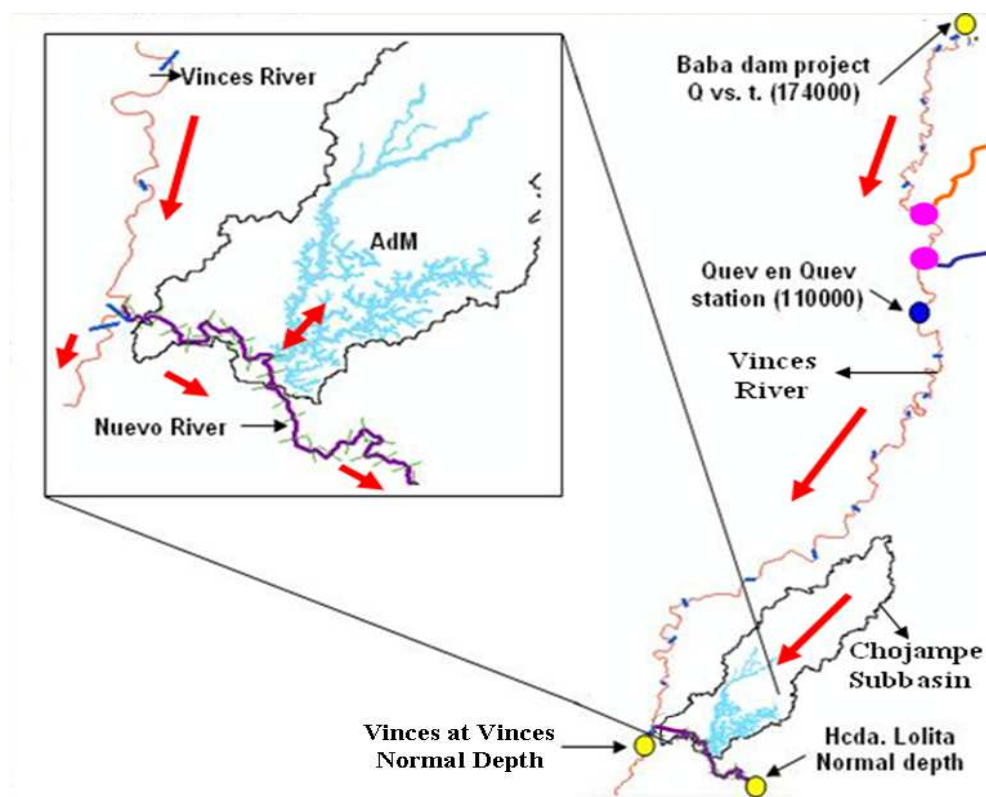 Vinces River
AdM
Nuevo River
Baba dam project
Q vs. t. (174000)
Quev en Quev
station (110000)
Vinces
River
Chojampe
Subbasin
Vinces at Vinces
Normal Depth
Hcda. Lolita
Normal depth